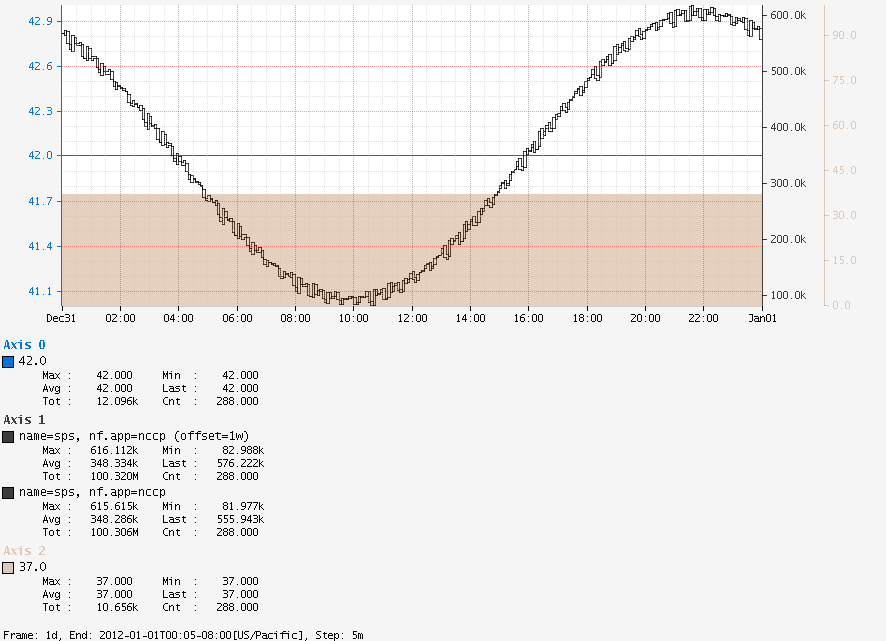 42.9
42.6
42.3
42.0
41.7
41.4
41.1
600.0k
500.0k
400.0k
300.0k
200.0k
100.0k
90.0
75.0
60.0
45.0
30.0
15.0
0.0
Dec31 02:00 04:00 06:00 08:00 10:00 12:00 14:00 16:00 18:00 20:00 22:00 Jan01
Axis 0
42.0
Max : 42.000 Min : 42.000
Avg : 42.000 Last : 42.000
Tot : 12.096k Cnt : 288.000
Axis 1
name=sps, nf.app=nccp (offset=1w)
Max : 616.112k Min : 82.988k
Avg : 348.334k Last : 576.222k
Tot : 100.320M Cnt : 288.000
name=sps, nf.app=nccp
Max : 615.615k Min : 81.977k
Avg : 348.286k Last : 555.943k
Tot : 100.306M Cnt : 288.000
Axis 2
37.0
Max : 37.000 Min : 37.000
Avg : 37.000 Last : 37.000
Tot : 10.656k Cnt : 288.000
Frame: 1d, End: 2012-01-01T00:05-08:00[US/Pacific], Step: 5m